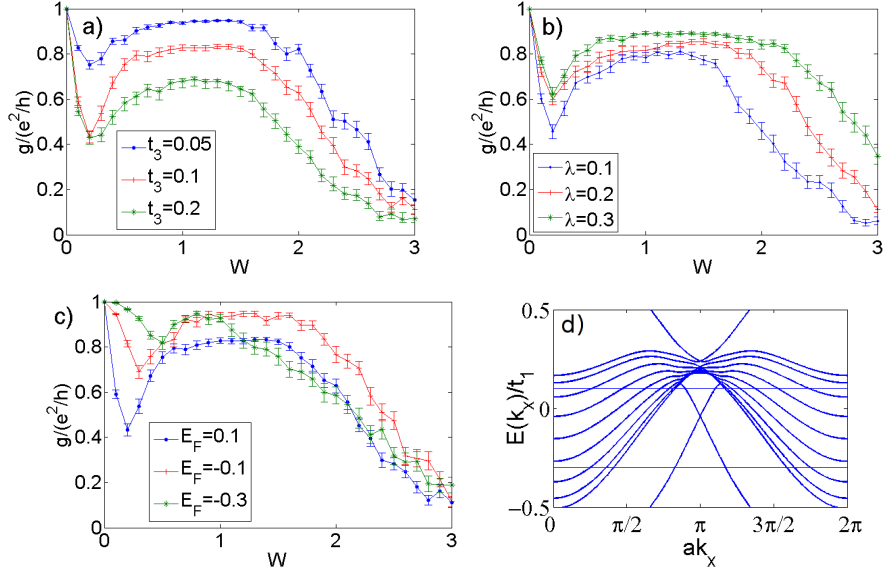 a)
g/(e²/h)
1
0.8
0.6
0.4
0.2
0
0 1 2 3
W
t₃=0.05
t₃=0.1
t₃=0.2
b)
g/(e²/h)
1
0.8
0.6
0.4
0.2
0
0 1 2 3
W
λ=0.1
λ=0.2
λ=0.3
c)
g/(e²/h)
1
0.8
0.6
0.4
0.2
0
0 1 2 3
W
E_F=0.1
E_F=-0.1
E_F=-0.3
d)
E(kₓ)/t₁
0.5
0
−0.5
0 π/2 π 3π/2 2π
akₓ